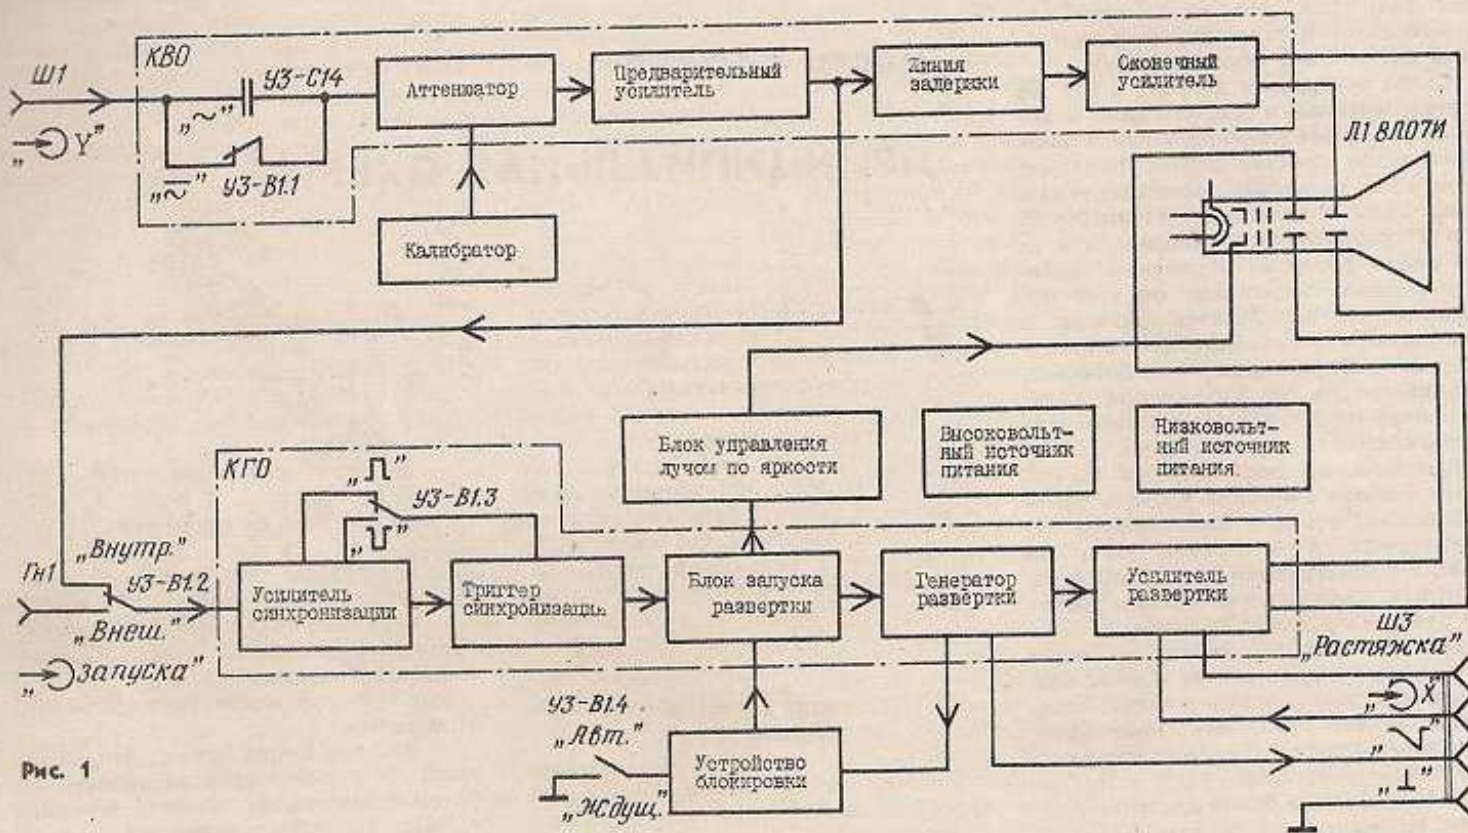 КВО
Ш1
„→Y”
У3-С14
„~”
„≂” У3-В1.1
Аттенюатор
Предварительный
усилитель
Линия
задержки
Оконечный
усилитель
Л1 8ЛО7И
Калибратор
КГО
„Внутр.”
Гн1
У3-В1.2
„Внеш.”
„→запуска”
У3-В1.3
Усилитель
синхронизации
Триггер
синхронизации
Блок управления
лучом по яркости
Высоковольт-
ный источник
питания
Низковольт-
ный источник
питания.
Блок запуска
развертки
Генератор
развертки
Усилитель
развертки
Ш3
„Растяжка”
„→X”
„⊥”
У3-В1.4
„Авт.”
„Ждущ.”
Устройство
блокировки
Рис. 1